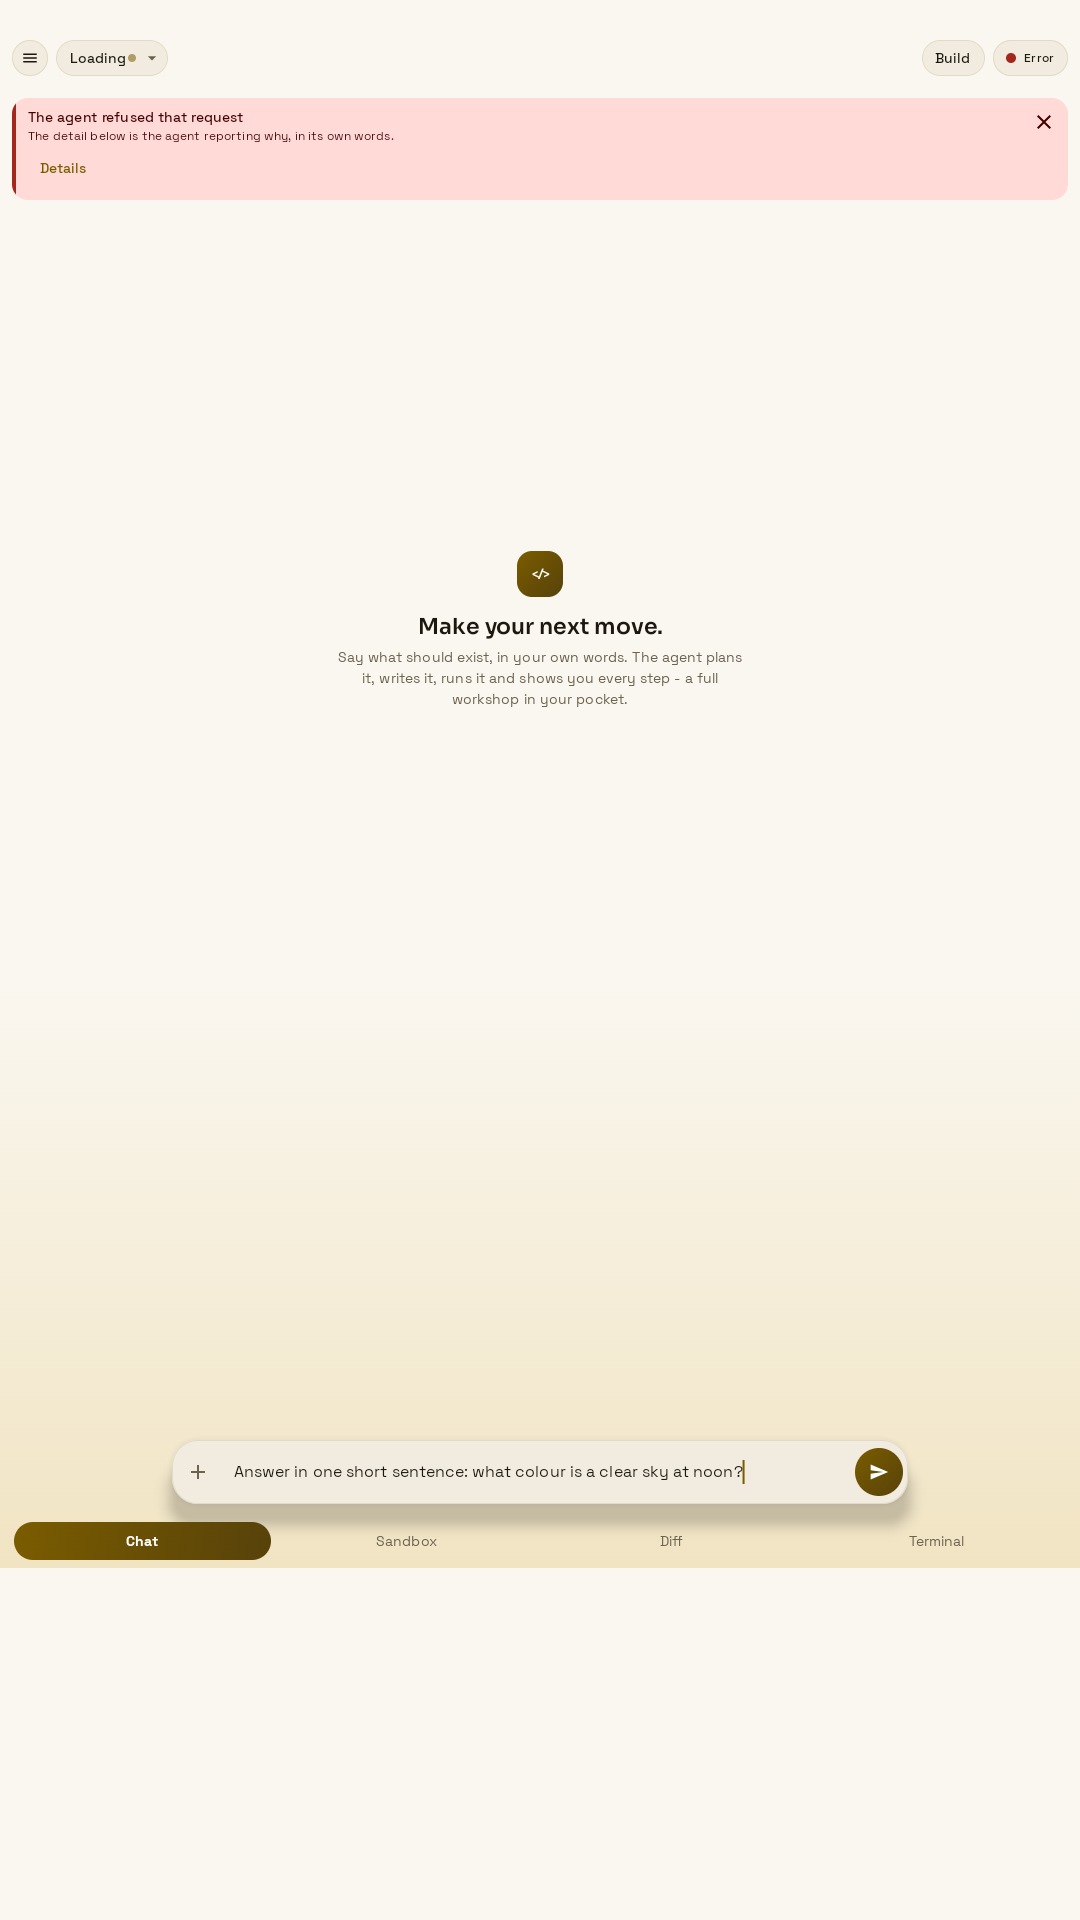 Loading
Build
Error
The agent refused that request
The detail below is the agent reporting why, in its own words.
Details
</>
Make your next move.
Say what should exist, in your own words. The agent plans
it, writes it, runs it and shows you every step - a full
workshop in your pocket.
Answer in one short sentence: what colour is a clear sky at noon?
Chat
Sandbox
Diff
Terminal